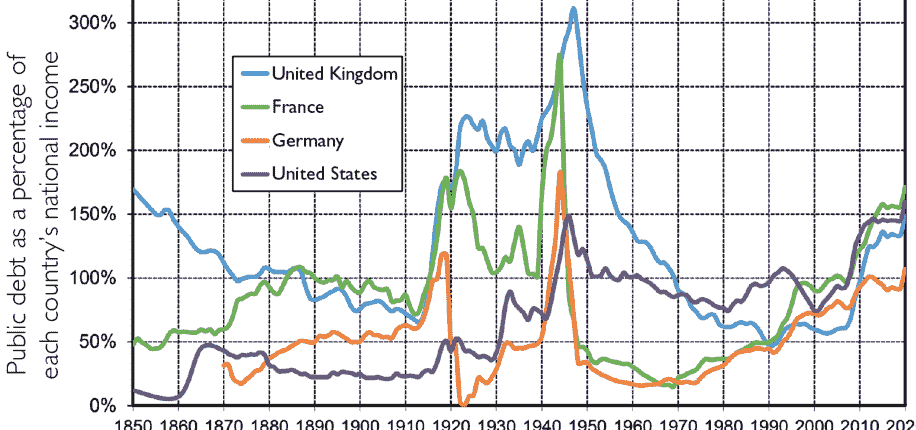 Public debt as a percentage of
each country's national income
300%
250%
200%
150%
100%
50%
0%
United Kingdom
France
Germany
United States
1850 1860 1870 1880 1890 1900 1910 1920 1930 1940 1950 1960 1970 1980 1990 2000 2010 202